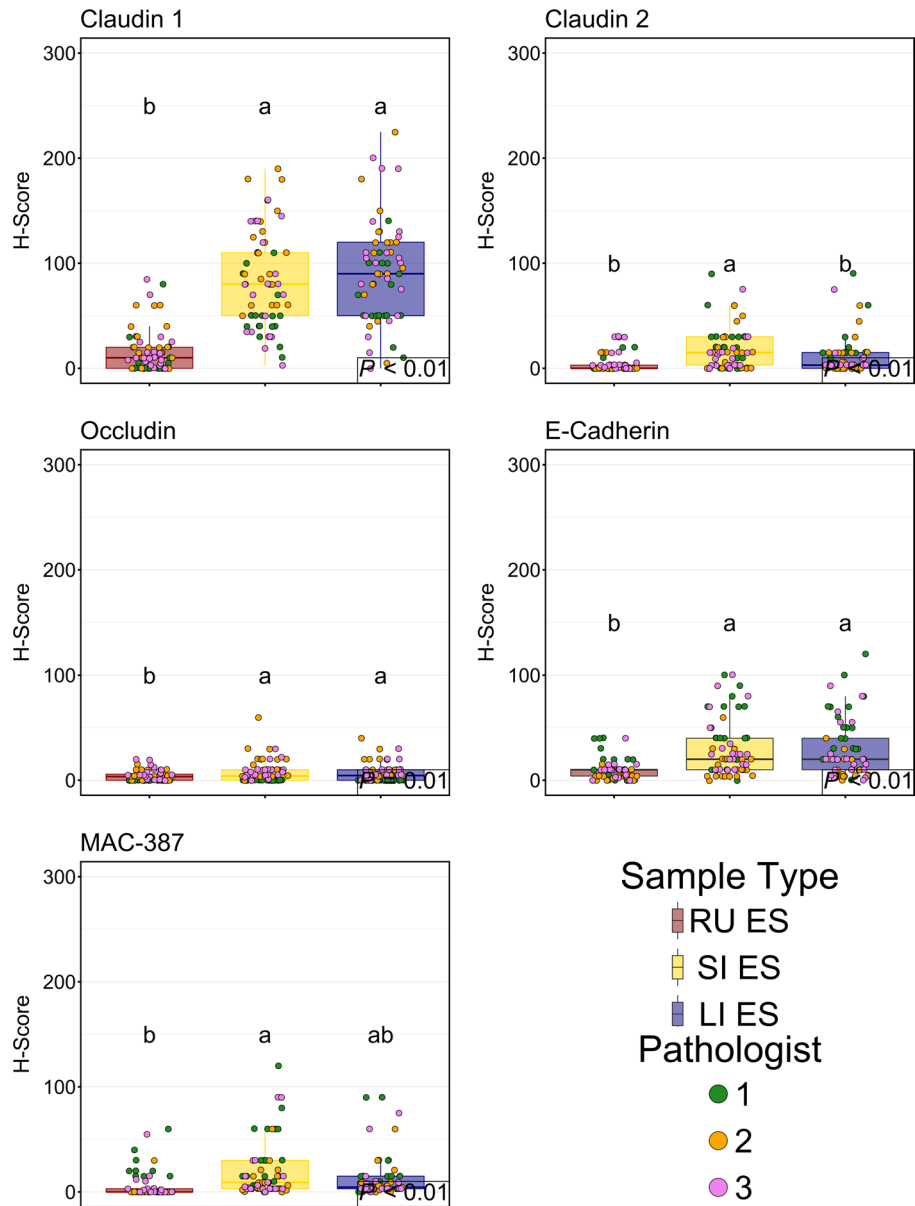 Claudin 1
H-Score
300
200
100
0
b a a
P < 0.01
Claudin 2
H-Score
300
200
100
0
b a b
P < 0.01
Occludin
H-Score
300
200
100
0
b a a
P < 0.01
E-Cadherin
H-Score
300
200
100
0
b a a
P < 0.01
MAC-387
H-Score
300
200
100
0
b a ab
P < 0.01
Sample Type
RU ES
SI ES
LI ES
Pathologist
1
2
3